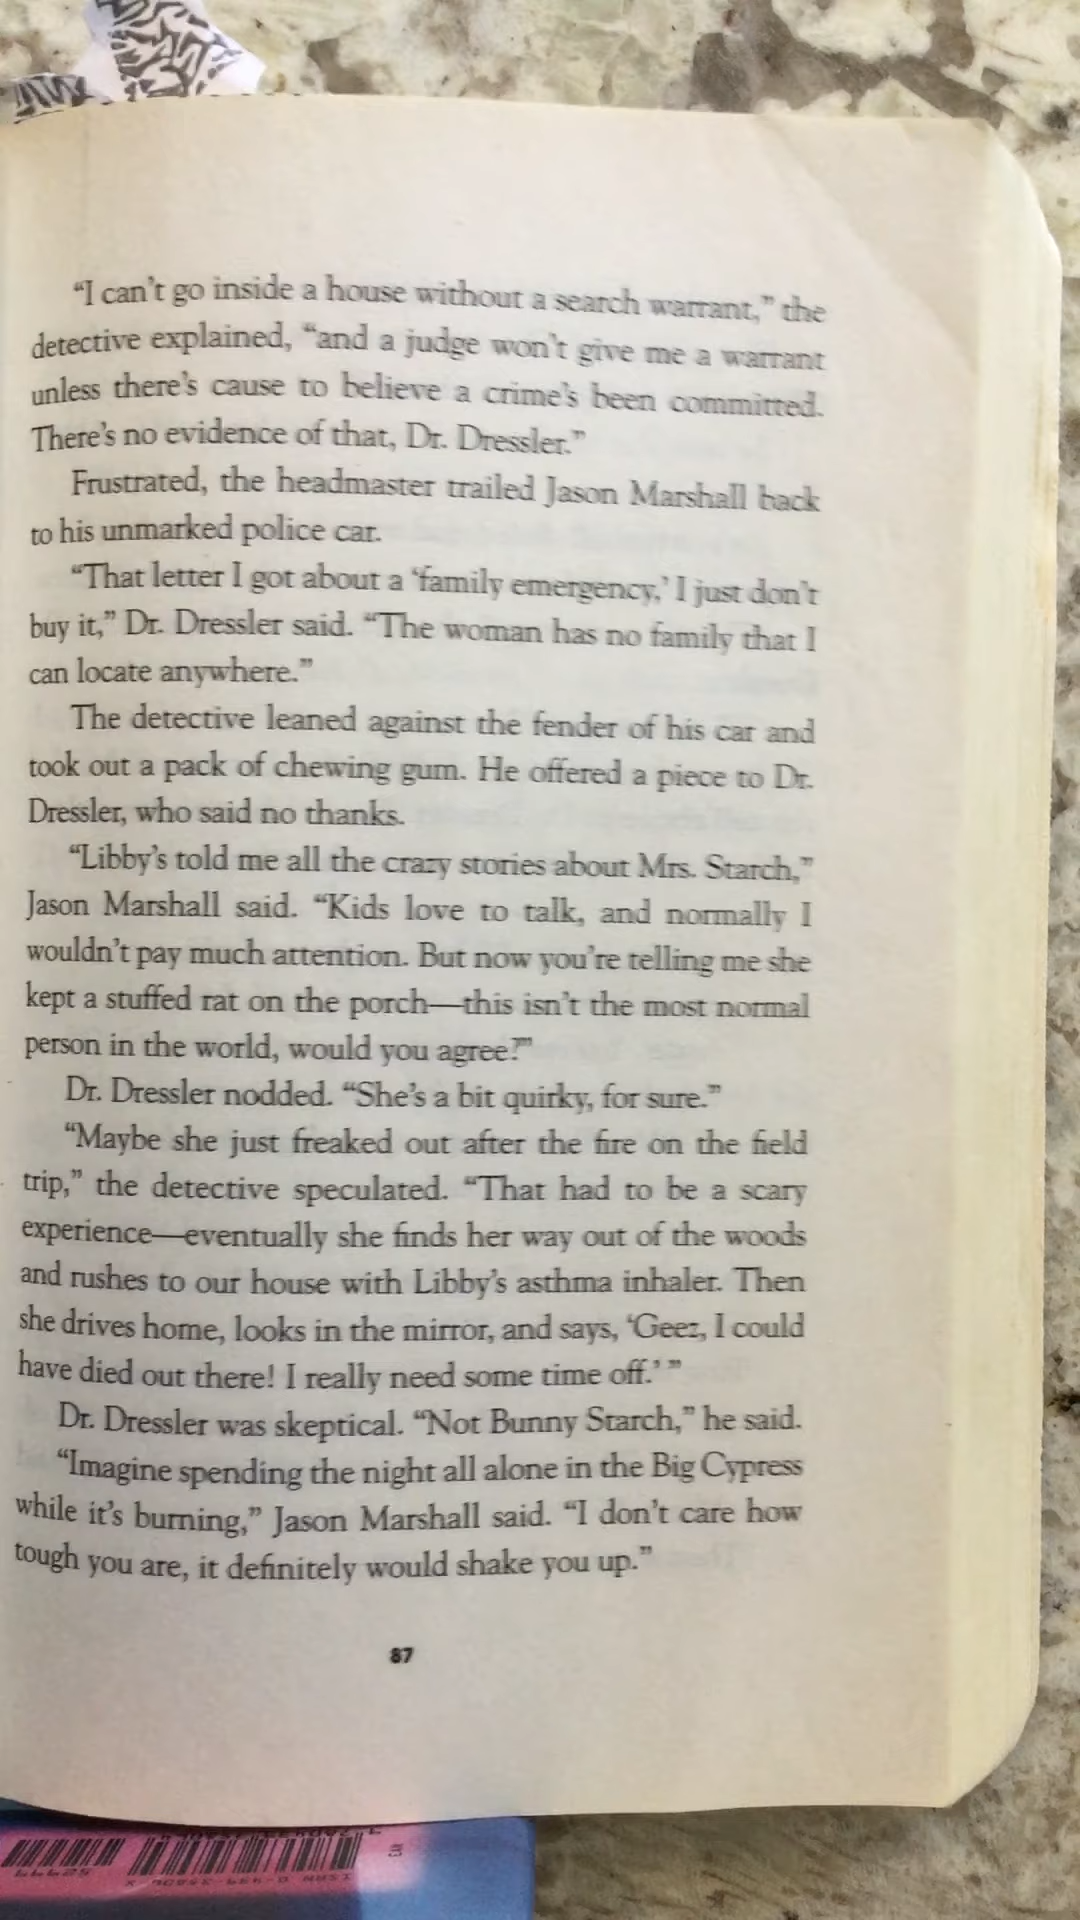 “I can’t go inside a house without a search warrant,” the
detective explained, “and a judge won’t give me a warrant
unless there’s cause to believe a crime’s been committed.
There’s no evidence of that, Dr. Dressler.”
Frustrated, the headmaster trailed Jason Marshall back
to his unmarked police car.
“That letter I got about a ‘family emergency,’ I just don’t
buy it,” Dr. Dressler said. “The woman has no family that I
can locate anywhere.”
The detective leaned against the fender of his car and
took out a pack of chewing gum. He offered a piece to Dr.
Dressler, who said no thanks.
“Libby’s told me all the crazy stories about Mrs. Starch,”
Jason Marshall said. “Kids love to talk, and normally I
wouldn’t pay much attention. But now you’re telling me she
kept a stuffed rat on the porch—this isn’t the most normal
person in the world, would you agree?”
Dr. Dressler nodded. “She’s a bit quirky, for sure.”
“Maybe she just freaked out after the fire on the field
trip,” the detective speculated. “That had to be a scary
experience—eventually she finds her way out of the woods
and rushes to our house with Libby’s asthma inhaler. Then
she drives home, looks in the mirror, and says, ‘Geez, I could
have died out there! I really need some time off.’ ”
Dr. Dressler was skeptical. “Not Bunny Starch,” he said.
“Imagine spending the night all alone in the Big Cypress
while it’s burning,” Jason Marshall said. “I don’t care how
tough you are, it definitely would shake you up.”
87